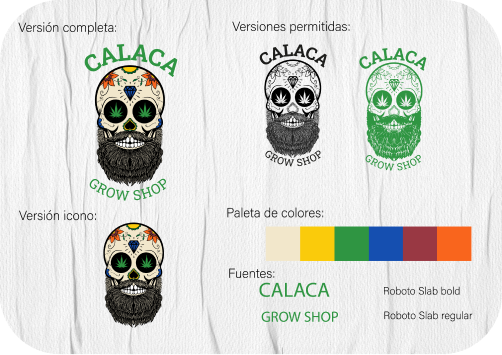 Versión completa:
CALACA
GROW SHOP
Versiones permitidas:
CALACA
GROW SHOP
CALACA
GROW SHOP
Versión icono:
Paleta de colores:
Fuentes:
CALACA
Roboto Slab bold
GROW SHOP
Roboto Slab regular